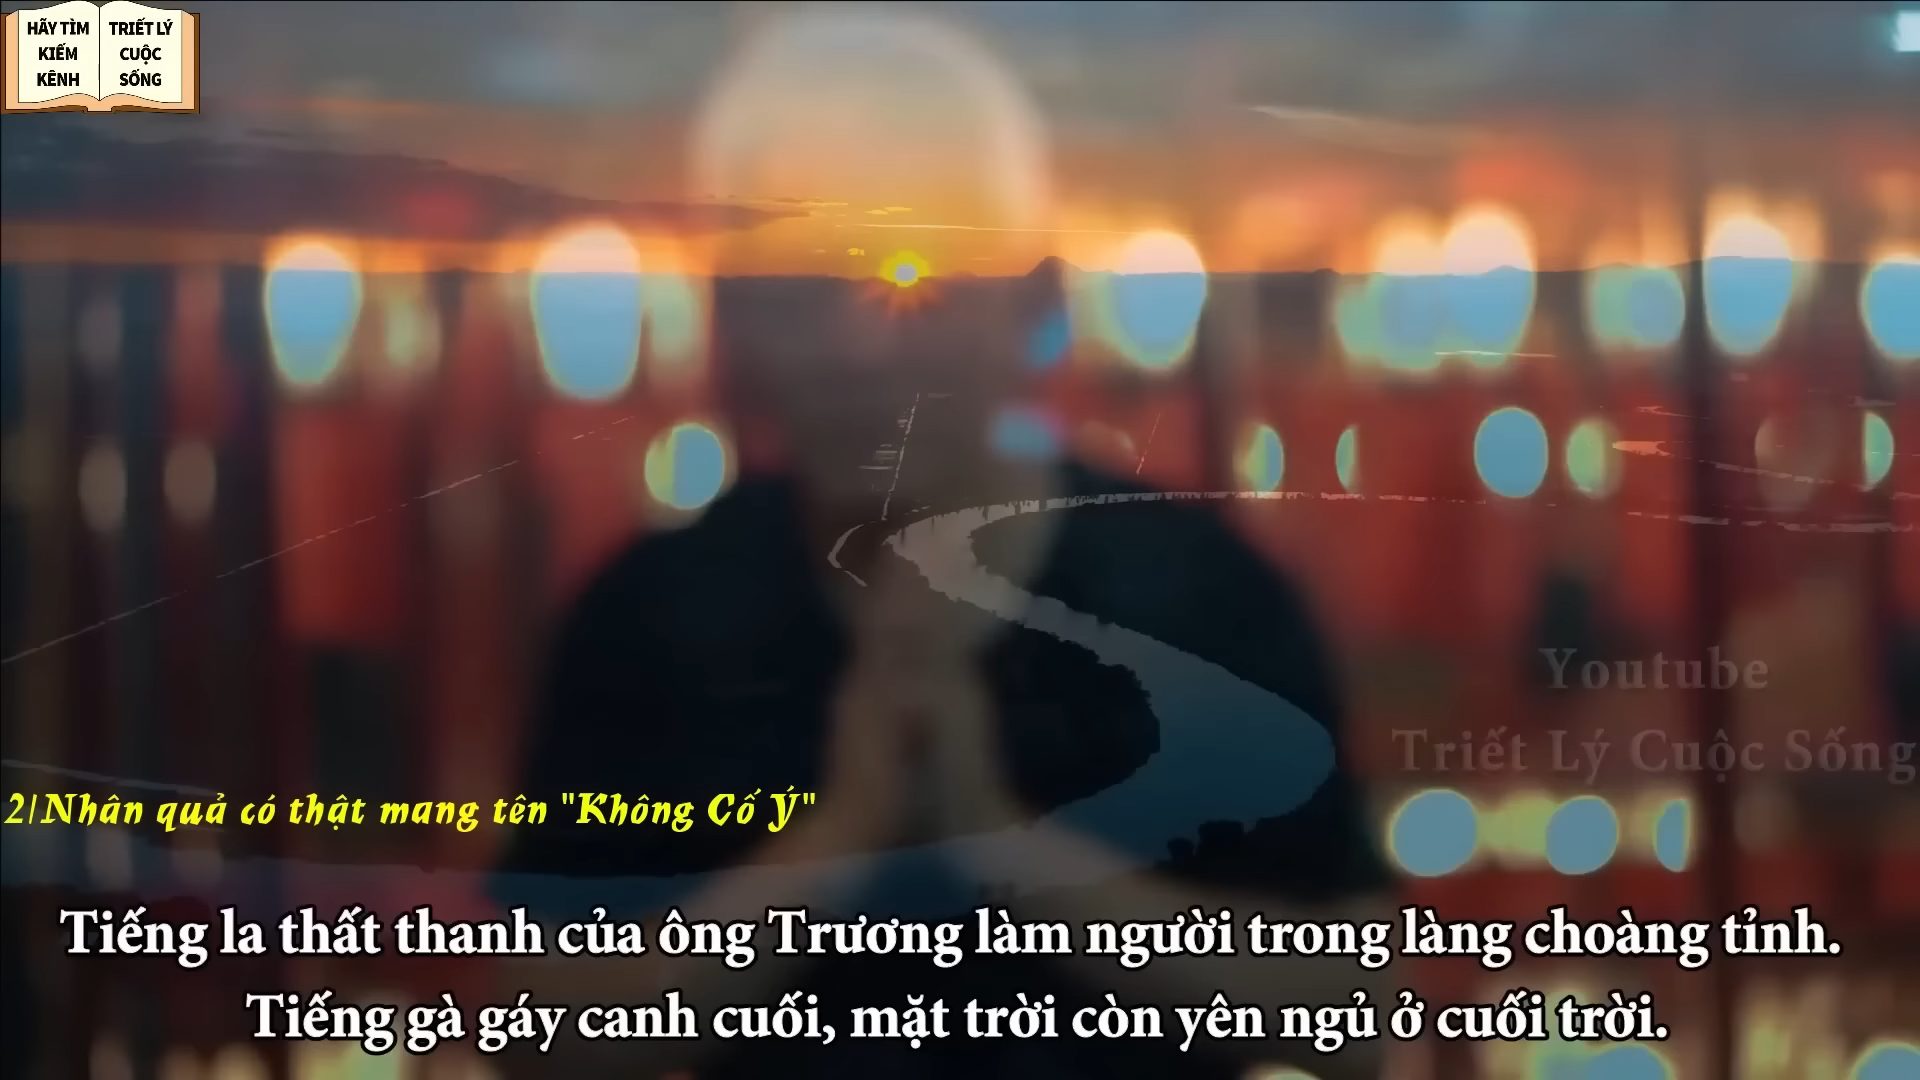 HÃY TÌM
KIẾM
KÊNH
TRIẾT LÝ
CUỘC
SỐNG
Youtube
Triết Lý Cuộc Sống
2/Nhân quả có thật mang tên "Không Cố Ý"
Tiếng la thất thanh của ông Trương làm người trong làng choàng tỉnh.
Tiếng gà gáy canh cuối, mặt trời còn yên ngủ ở cuối trời.